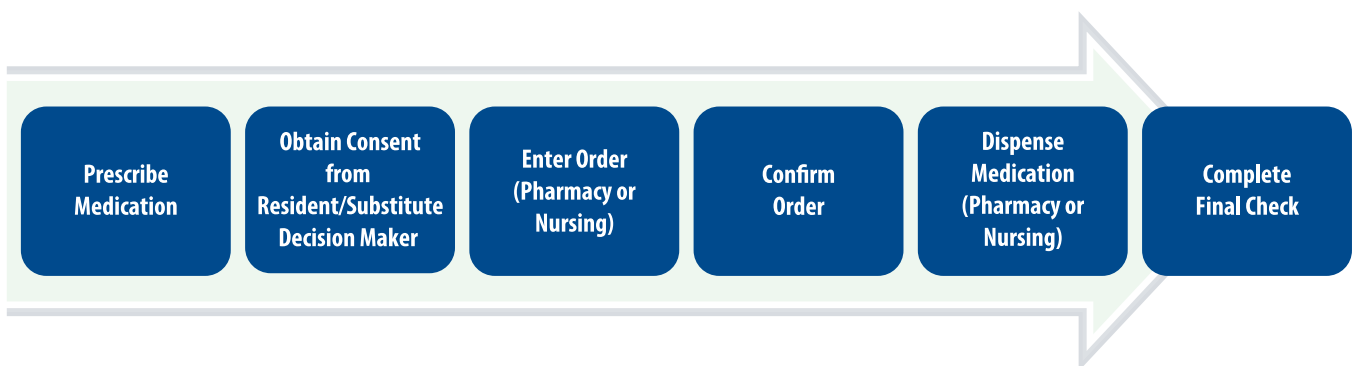 Prescribe
Medication
Obtain Consent
from
Resident/Substitute
Decision Maker
Enter Order
(Pharmacy or
Nursing)
Confirm
Order
Dispense
Medication
(Pharmacy or
Nursing)
Complete
Final Check